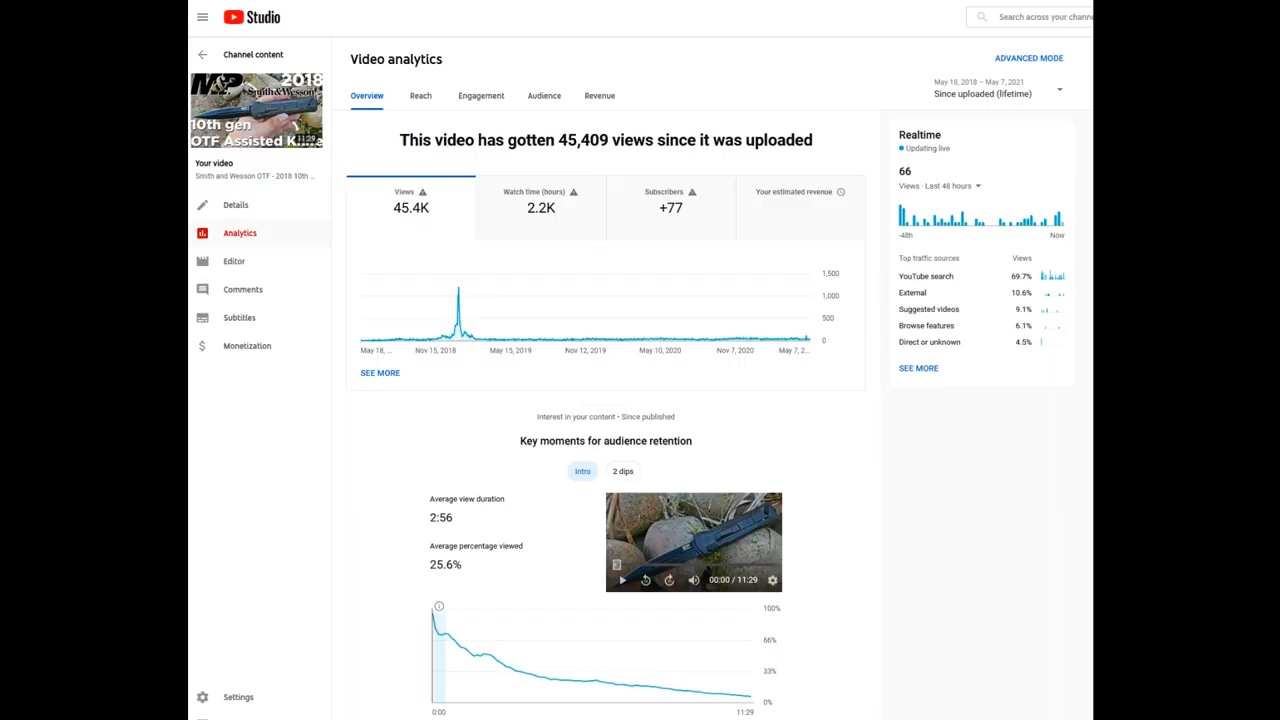 Studio
Search across your channe
Channel content
M&P
2018
Smith&Wesson
10th gen
OTF Assisted K
11:29
Your video
Smith and Wesson OTF - 2018 10th ...
Details
Analytics
Editor
Comments
Subtitles
Monetization
Settings
Video analytics
ADVANCED MODE
Overview
Reach
Engagement
Audience
Revenue
May 18, 2018 – May 7, 2021
Since uploaded (lifetime)
This video has gotten 45,409 views since it was uploaded
Views
45.4K
Watch time (hours)
2.2K
Subscribers
+77
Your estimated revenue
1,500
1,000
500
0
May 18, ...
Nov 15, 2018
May 15, 2019
Nov 12, 2019
May 10, 2020
Nov 7, 2020
May 7, 2...
SEE MORE
Interest in your content • Since published
Key moments for audience retention
Intro
2 dips
Average view duration
2:56
Average percentage viewed
25.6%
00:00 / 11:29
100%
66%
33%
0%
0:00
11:29
Realtime
Updating live
66
Views · Last 48 hours
-48h
Now
Top traffic sources
Views
YouTube search
69.7%
External
10.6%
Suggested videos
9.1%
Browse features
6.1%
Direct or unknown
4.5%
SEE MORE